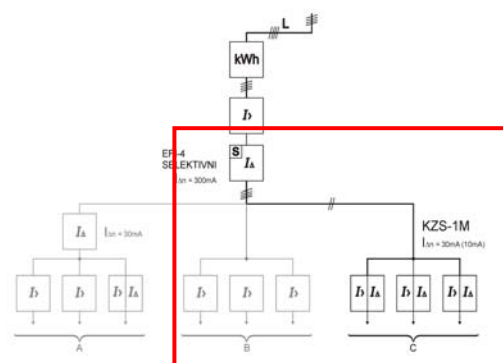 L
kWh
I>
EFI-4
SELEKTIVNI
S
IΔ
IΔn = 300mA
IΔ
IΔn = 30mA
KZS-1M
IΔn = 30mA (10mA)
I> I> I> IΔ
I> I> I>
I> IΔ I> IΔ I> IΔ
A B C